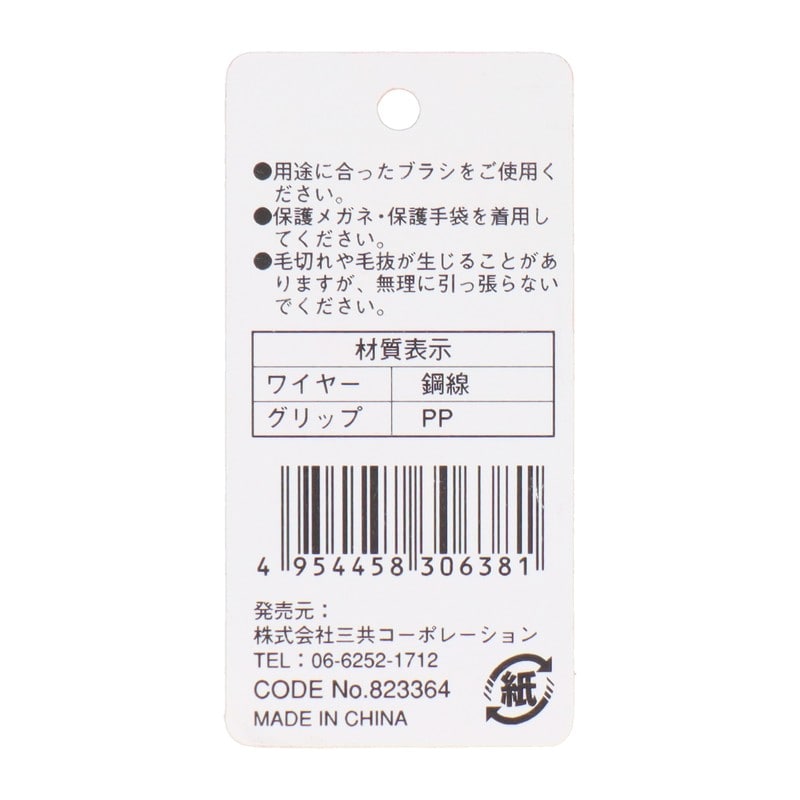 ●用途に合ったブラシをご使用く
ださい。
●保護メガネ・保護手袋を着用し
てください。
●毛切れや毛抜が生じることがあ
りますが、無理に引っ張らない
でください。
材質表示
ワイヤー 鋼線
グリップ PP
4 954458 306381
発売元：
株式会社三共コーポレーション
TEL：06-6252-1712
CODE No.823364
MADE IN CHINA
紙